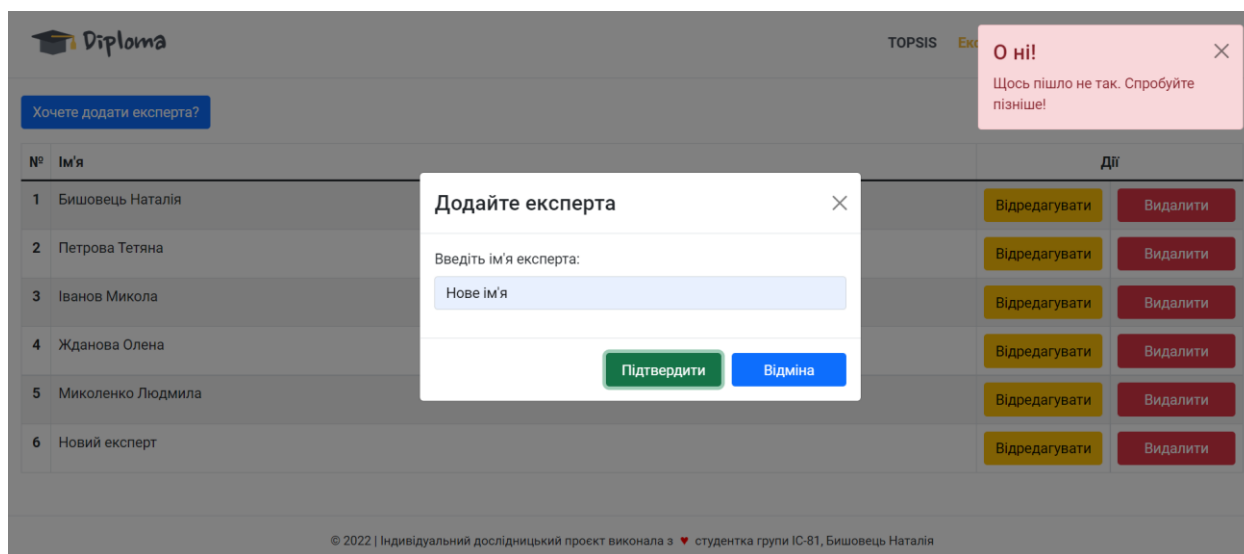 Diploma
TOPSIS
О ні!
Щось пішло не так. Спробуйте
пізніше!
Хочете додати експерта?
№ Ім'я Дії
1 Бишовець Наталія Відредагувати Видалити
2 Петрова Тетяна Відредагувати Видалити
3 Іванов Микола Відредагувати Видалити
4 Жданова Олена Відредагувати Видалити
5 Миколенко Людмила Відредагувати Видалити
6 Новий експерт Відредагувати Видалити
Додайте експерта
Введіть ім'я експерта:
Нове ім'я
Підтвердити Відміна
© 2022 | Індивідуальний дослідницький проєкт виконала з ♥ студентка групи ІС-81, Бишовець Наталія